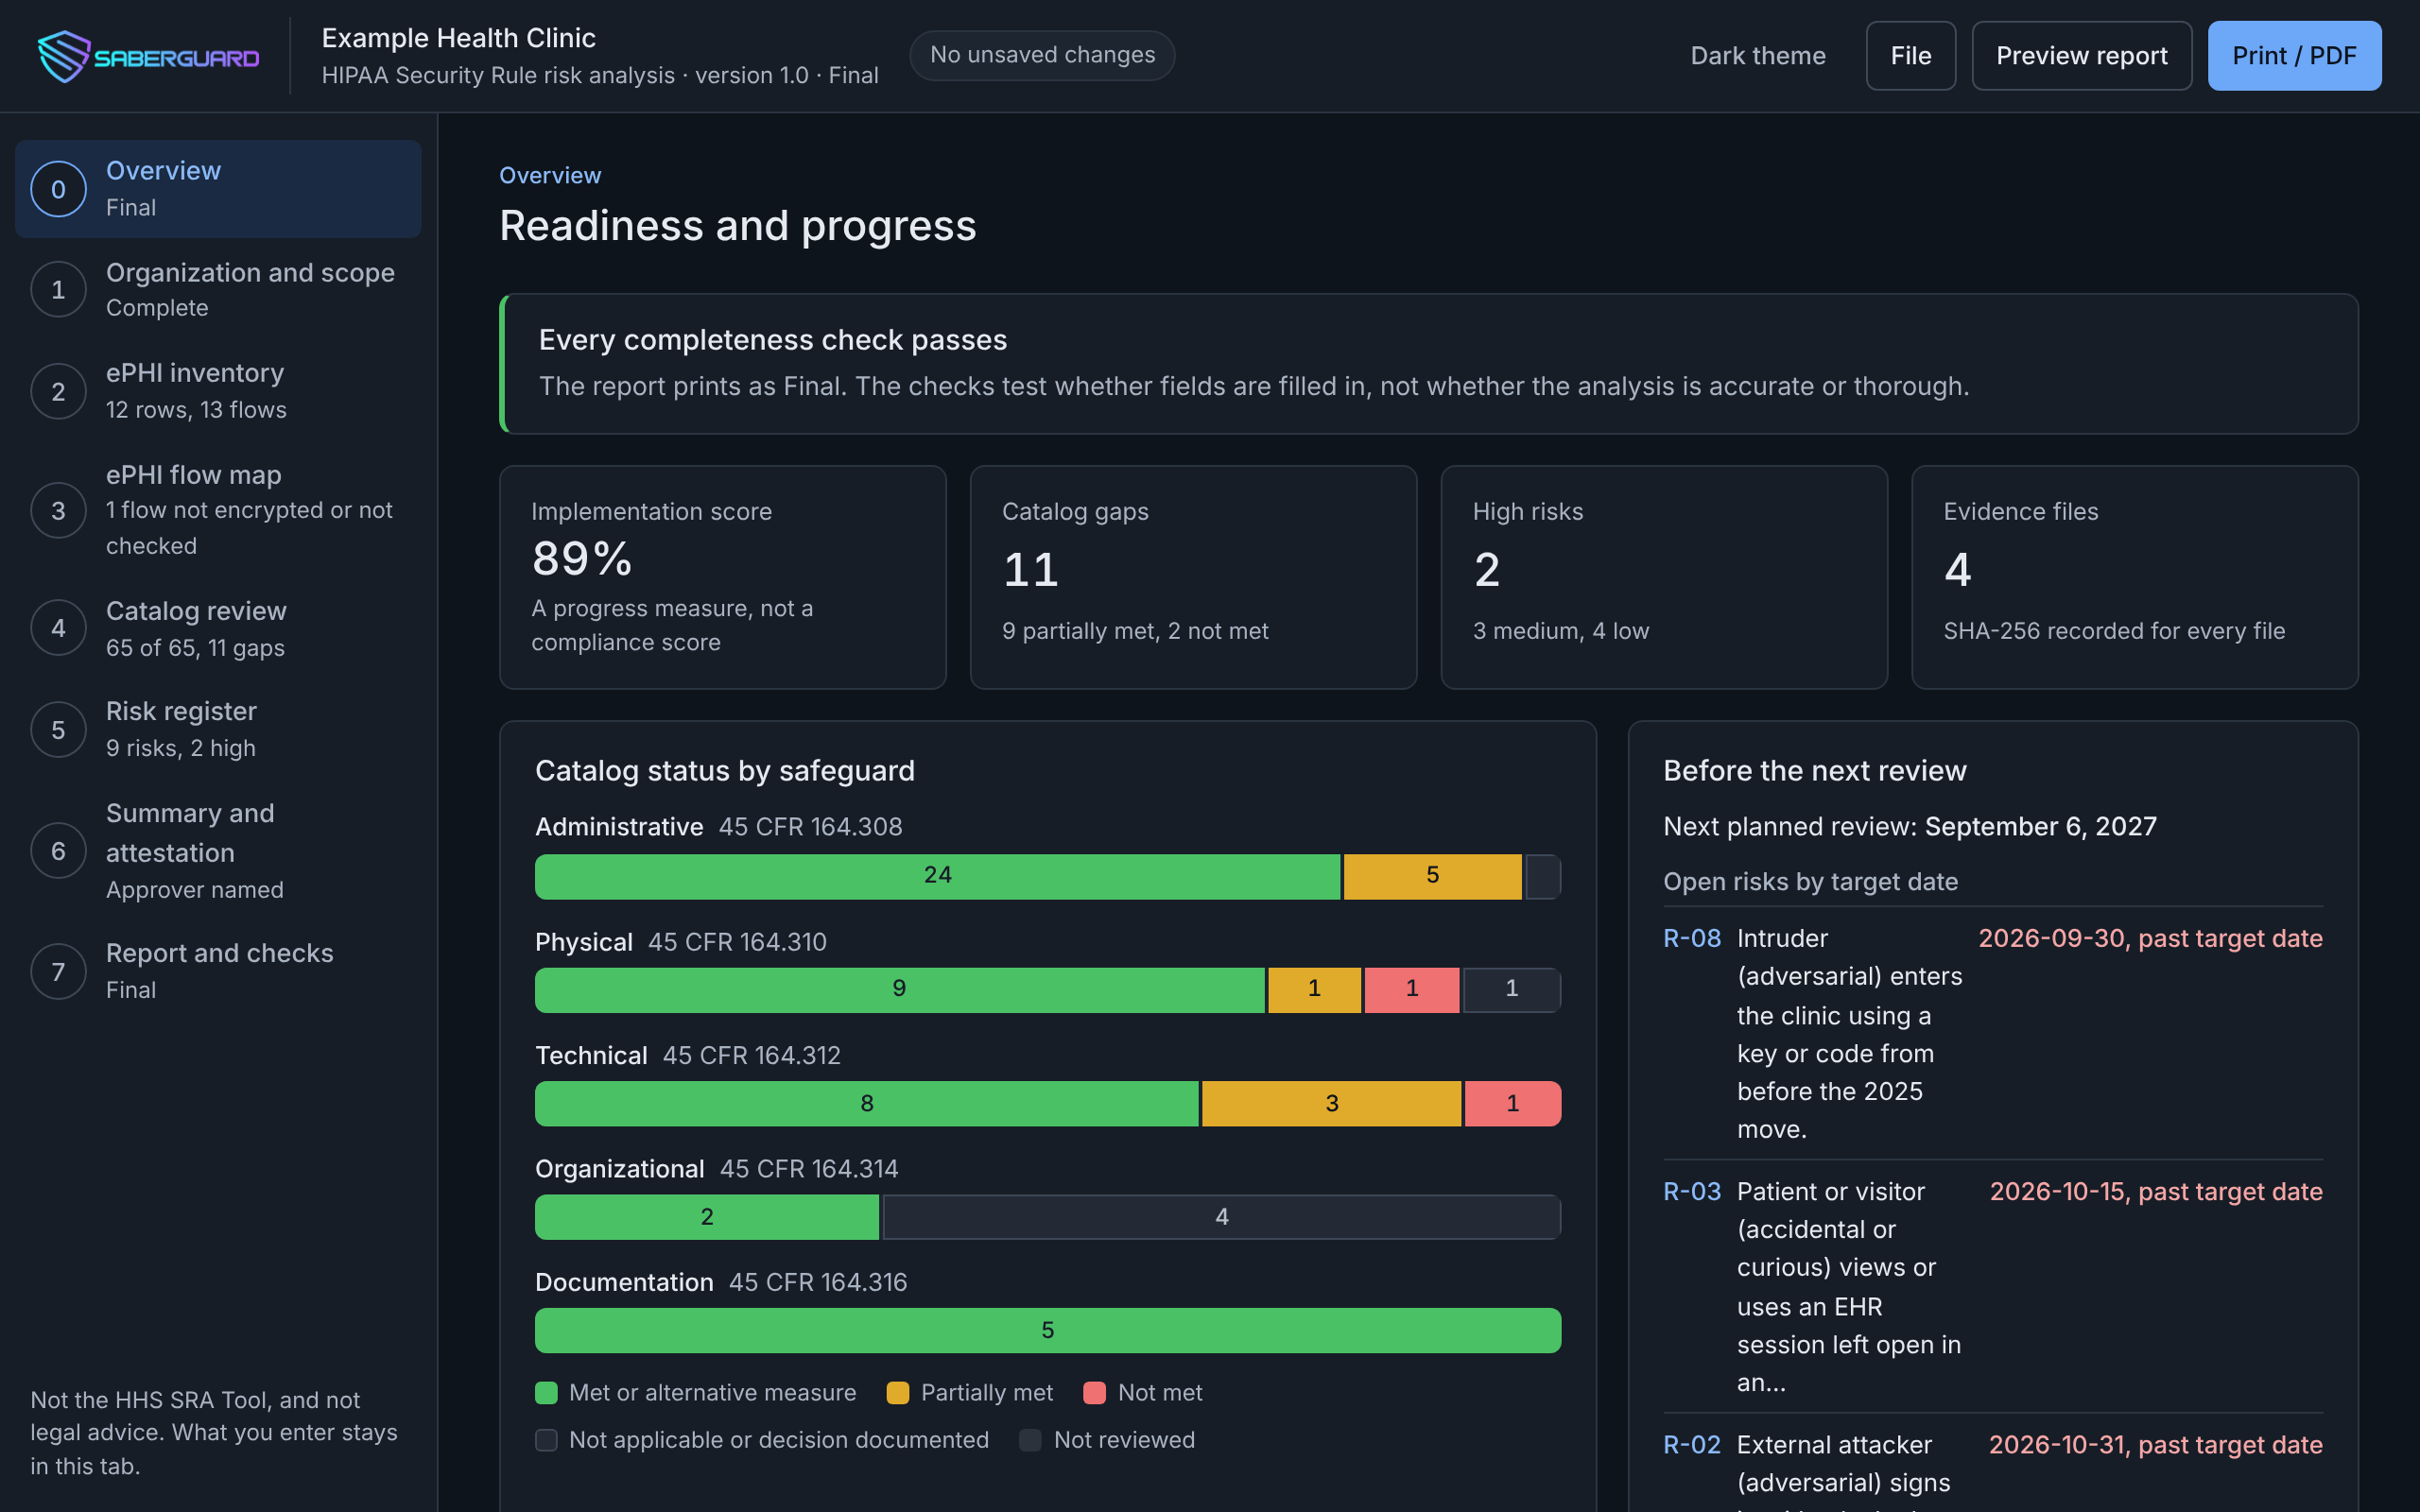 SABERGUARD
Example Health Clinic
HIPAA Security Rule risk analysis · version 1.0 · Final
No unsaved changes
Dark theme
File
Preview report
Print / PDF
0
Overview
Final
1
Organization and scope
Complete
2
ePHI inventory
12 rows, 13 flows
3
ePHI flow map
1 flow not encrypted or not
checked
4
Catalog review
65 of 65, 11 gaps
5
Risk register
9 risks, 2 high
6
Summary and
attestation
Approver named
7
Report and checks
Final
Not the HHS SRA Tool, and not
legal advice. What you enter stays
in this tab.
Overview
Readiness and progress
Every completeness check passes
The report prints as Final. The checks test whether fields are filled in, not whether the analysis is accurate or thorough.
Implementation score
89%
A progress measure, not a
compliance score
Catalog gaps
11
9 partially met, 2 not met
High risks
2
3 medium, 4 low
Evidence files
4
SHA-256 recorded for every file
Catalog status by safeguard
Administrative 45 CFR 164.308
24 5
Physical 45 CFR 164.310
9 1 1 1
Technical 45 CFR 164.312
8 3 1
Organizational 45 CFR 164.314
2 4
Documentation 45 CFR 164.316
5
Met or alternative measure Partially met Not met
Not applicable or decision documented Not reviewed
Before the next review
Next planned review: September 6, 2027
Open risks by target date
R-08 Intruder 2026-09-30, past target date
(adversarial) enters
the clinic using a
key or code from
before the 2025
move.
R-03 Patient or visitor 2026-10-15, past target date
(accidental or
curious) views or
uses an EHR
session left open in
an...
R-02 External attacker 2026-10-31, past target date
(adversarial) signs